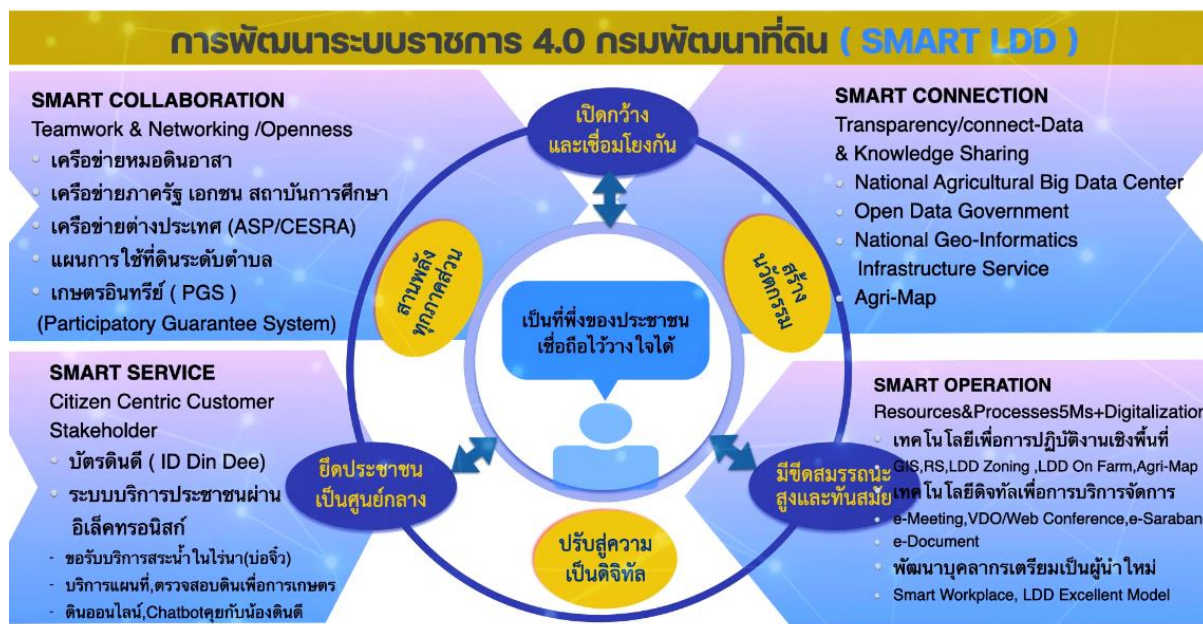 การพัฒนาระบบราชการ 4.0 กรมพัฒนาที่ดิน ( SMART LDD )
SMART COLLABORATION
Teamwork & Networking /Openness
เครือข่ายหมอดินอาสา
เครือข่ายภาครัฐ เอกชน สถาบันการศึกษา
เครือข่ายต่างประเทศ (ASP/CESRA)
แผนการใช้ที่ดินระดับตำบล
เกษตรอินทรีย์ ( PGS )
(Participatory Guarantee System)
เปิดกว้าง
และเชื่อมโยงกัน
SMART CONNECTION
Transparency/connect-Data
& Knowledge Sharing
National Agricultural Big Data Center
Open Data Government
National Geo-Informatics
Infrastructure Service
Agri-Map
สานพลัง
ทุกภาคส่วน
สร้าง
นวัตกรรม
เป็นที่พึ่งของประชาชน
เชื่อถือไว้วางใจได้
SMART SERVICE
Citizen Centric Customer
Stakeholder
บัตรดินดี ( ID Din Dee)
ระบบบริการประชาชนผ่าน
อิเล็คทรอนิสก์
- ขอรับบริการสระน้ำในไร่นา(บ่อจิ๋ว)
- บริการแผนที่,ตรวจสอบดินเพื่อการเกษตร
- ดินออนไลน์,Chatbotคุยกับน้องดินดี
ยึดประชาชน
เป็นศูนย์กลาง
ปรับสู่ความ
เป็นดิจิทัล
มีขีดสมรรถนะ
สูงและทันสมัย
SMART OPERATION
Resources&Processes5Ms+Digitalization
เทคโนโลยีเพื่อการปฏิบัติงานเชิงพื้นที่
GIS,RS,LDD Zoning ,LDD On Farm,Agri-Map
เทคโนโลยีดิจทัลเพื่อการบริการจัดการ
e-Meeting,VDO/Web Conference,e-Saraban
e-Document
พัฒนาบุคลากรเตรียมเป็นผู้นำใหม่
Smart Workplace, LDD Excellent Model